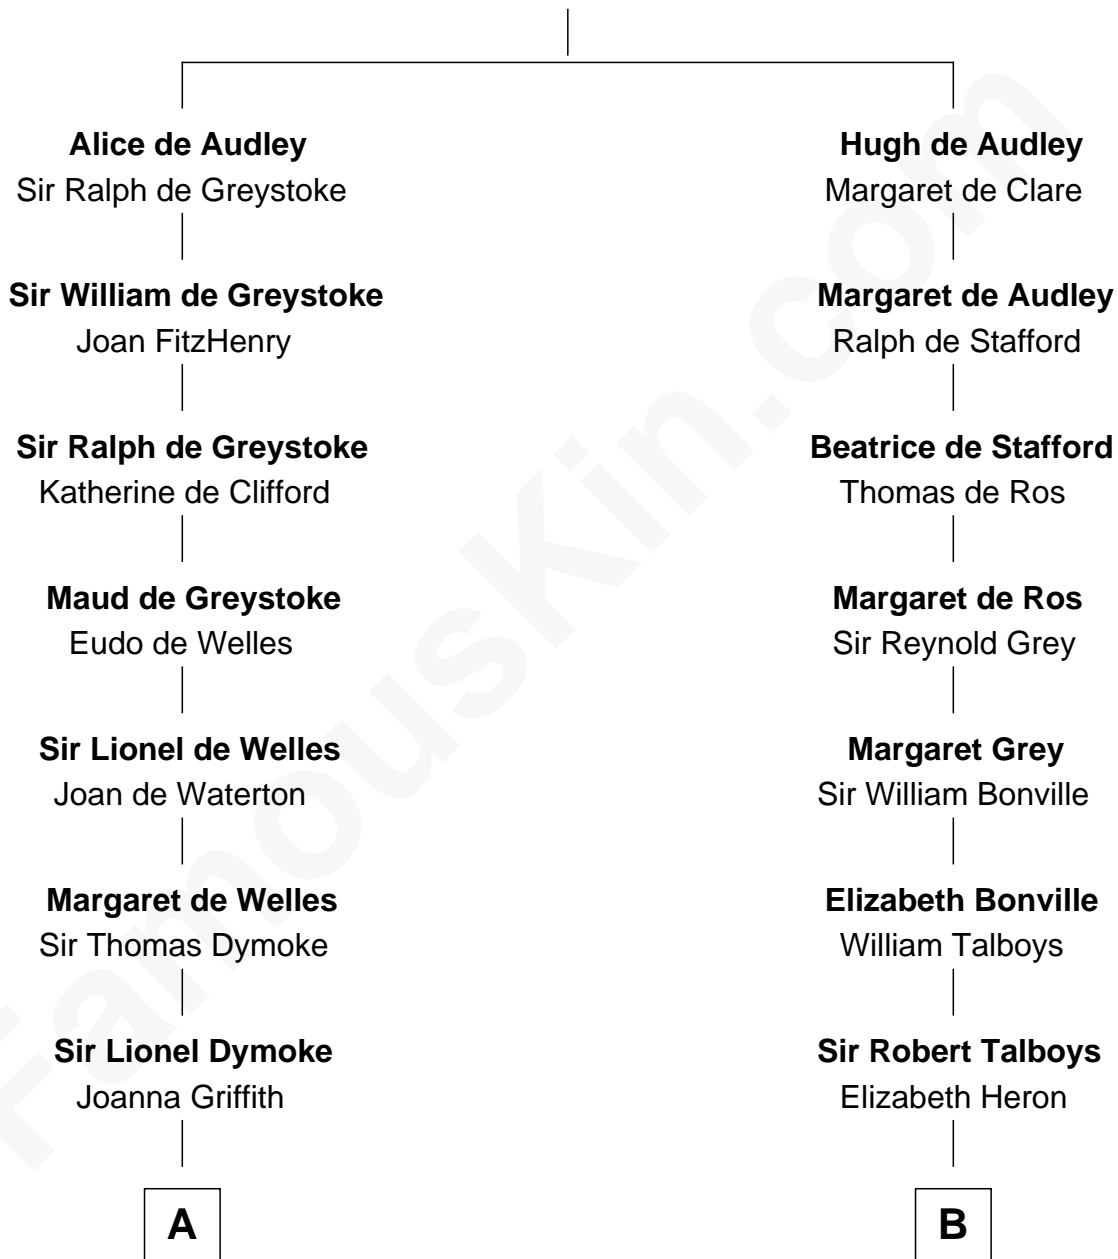 Alice de Audley
Sir Ralph de Greystoke
Sir William de Greystoke
Joan FitzHenry
Sir Ralph de Greystoke
Katherine de Clifford
Maud de Greystoke
Eudo de Welles
Sir Lionel de Welles
Joan de Waterton
Margaret de Welles
Sir Thomas Dymoke
Sir Lionel Dymoke
Joanna Griffith
A
Hugh de Audley
Margaret de Clare
Margaret de Audley
Ralph de Stafford
Beatrice de Stafford
Thomas de Ros
Margaret de Ros
Sir Reynold Grey
Margaret Grey
Sir William Bonville
Elizabeth Bonville
William Talboys
Sir Robert Talboys
Elizabeth Heron
B
FamousKin.com